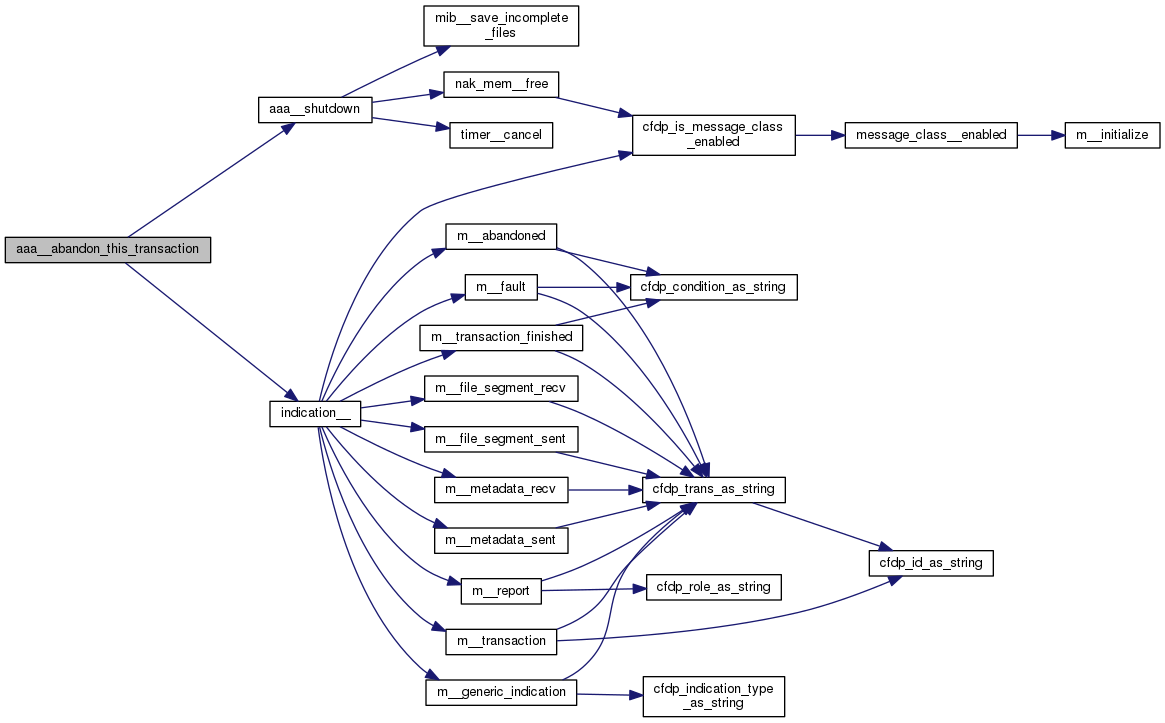 mib__save_incomplete
_files
nak_mem__free
aaa__shutdown
timer__cancel
cfdp_is_message_class
_enabled
message_class__enabled
m__initialize
aaa__abandon_this_transaction
m__abandoned
m__fault
cfdp_condition_as_string
m__transaction_finished
m__file_segment_recv
indication__
m__file_segment_sent
m__metadata_recv
cfdp_trans_as_string
m__metadata_sent
cfdp_id_as_string
m__report
cfdp_role_as_string
m__transaction
m__generic_indication
cfdp_indication_type
_as_string